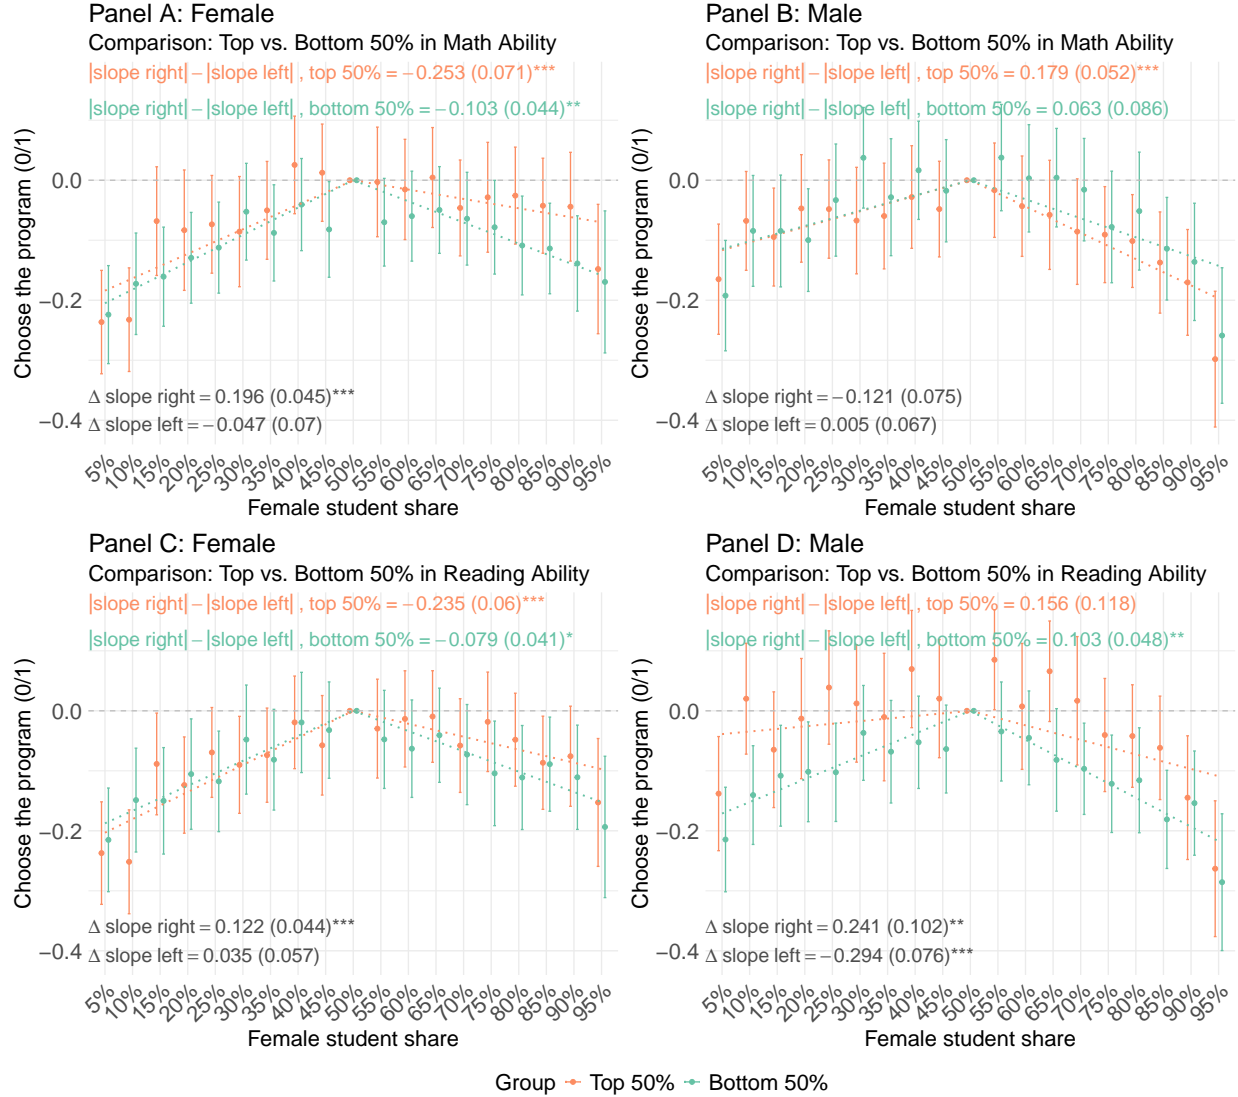 Panel A: Female
Comparison: Top vs. Bottom 50% in Math Ability
|slope right| − |slope left| , top 50% = −0.253 (0.071)***
|slope right| − |slope left| , bottom 50% = −0.103 (0.044)**
Choose the program (0/1)
0.0
−0.2
−0.4
Δ slope right = 0.196 (0.045)***
Δ slope left = −0.047 (0.07)
5% 10% 15% 20% 25% 30% 35% 40% 45% 50% 55% 60% 65% 70% 75% 80% 85% 90% 95%
Female student share
Panel B: Male
Comparison: Top vs. Bottom 50% in Math Ability
|slope right| − |slope left| , top 50% = 0.179 (0.052)***
|slope right| − |slope left| , bottom 50% = 0.063 (0.086)
Choose the program (0/1)
Δ slope right = −0.121 (0.075)
Δ slope left = 0.005 (0.067)
5% 10% 15% 20% 25% 30% 35% 40% 45% 50% 55% 60% 65% 70% 75% 80% 85% 90% 95%
Female student share
Panel C: Female
Comparison: Top vs. Bottom 50% in Reading Ability
|slope right| − |slope left| , top 50% = −0.235 (0.06)***
|slope right| − |slope left| , bottom 50% = −0.079 (0.041)*
Choose the program (0/1)
0.0
−0.2
−0.4
Δ slope right = 0.122 (0.044)***
Δ slope left = 0.035 (0.057)
5% 10% 15% 20% 25% 30% 35% 40% 45% 50% 55% 60% 65% 70% 75% 80% 85% 90% 95%
Female student share
Panel D: Male
Comparison: Top vs. Bottom 50% in Reading Ability
|slope right| − |slope left| , top 50% = 0.156 (0.118)
|slope right| − |slope left| , bottom 50% = 0.103 (0.048)**
Choose the program (0/1)
Δ slope right = 0.241 (0.102)**
Δ slope left = −0.294 (0.076)***
5% 10% 15% 20% 25% 30% 35% 40% 45% 50% 55% 60% 65% 70% 75% 80% 85% 90% 95%
Female student share
Group Top 50% Bottom 50%